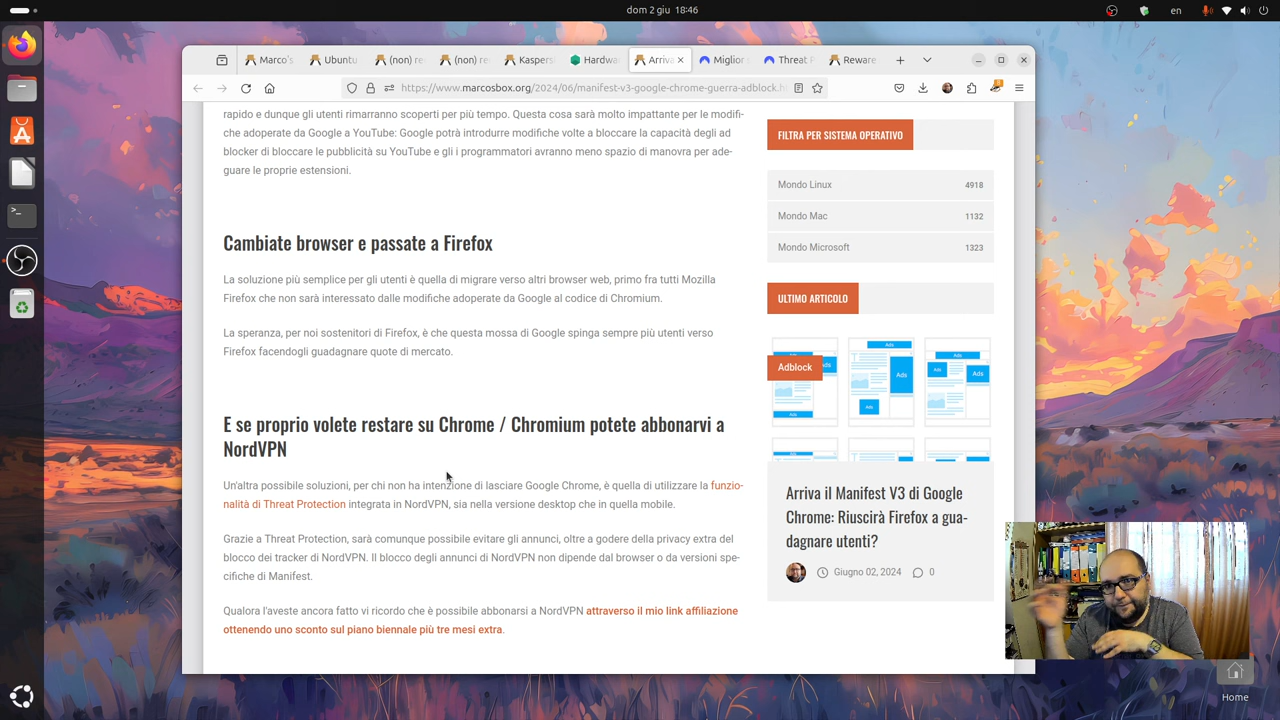 dom 2 giu 18:46
en
Marco's
Ubuntu
(non) re
(non) re
Kaspers
Hardwa
Arriva
Miglior
Threat P
Reware
https://www.marcosbox.org/2024/06/manifest-v3-google-chrome-guerra-adblock.h
rapido e dunque gli utenti rimarranno scoperti per più tempo. Questa cosa sarà molto impattante per le modifi-
che adoperate da Google a YouTube: Google potrà introdurre modifiche volte a bloccare la capacità degli ad
blocker di bloccare le pubblicità su YouTube e gli i programmatori avranno meno spazio di manovra per ade-
guare le proprie estensioni.
Cambiate browser e passate a Firefox
La soluzione più semplice per gli utenti è quella di migrare verso altri browser web, primo fra tutti Mozilla
Firefox che non sarà interessato dalle modifiche adoperate da Google al codice di Chromium.
La speranza, per noi sostenitori di Firefox, è che questa mossa di Google spinga sempre più utenti verso
Firefox facendogli guadagnare quote di mercato.
E se proprio volete restare su Chrome / Chromium potete abbonarvi a
NordVPN
Un'altra possibile soluzioni, per chi non ha intenzione di lasciare Google Chrome, è quella di utilizzare la funzio-
nalità di Threat Protection integrata in NordVPN, sia nella versione desktop che in quella mobile.
Grazie a Threat Protection, sarà comunque possibile evitare gli annunci, oltre a godere della privacy extra del
blocco dei tracker di NordVPN. Il blocco degli annunci di NordVPN non dipende dal browser o da versioni spe-
cifiche di Manifest.
Qualora l'aveste ancora fatto vi ricordo che è possibile abbonarsi a NordVPN attraverso il mio link affiliazione
ottenendo uno sconto sul piano biennale più tre mesi extra.
FILTRA PER SISTEMA OPERATIVO
Mondo Linux 4918
Mondo Mac 1132
Mondo Microsoft 1323
ULTIMO ARTICOLO
Adblock
Ads
Ads
Ads
Ads
Ads
Ads
Ads
Arriva il Manifest V3 di Google
Chrome: Riuscirà Firefox a gua-
dagnare utenti?
Giugno 02, 2024 0
Home